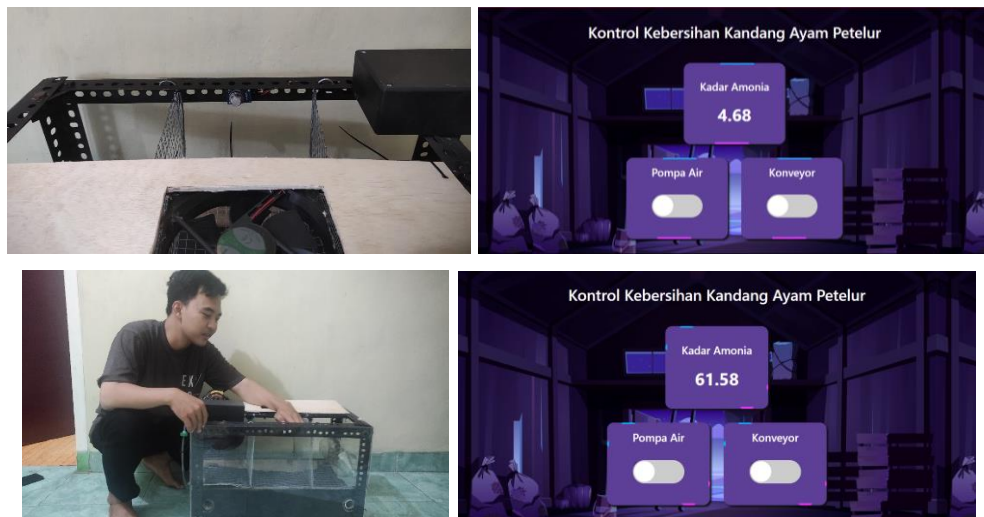 Kontrol Kebersihan Kandang Ayam Petelur
Kadar Amonia
4.68
Pompa Air
Konveyor
Kontrol Kebersihan Kandang Ayam Petelur
Kadar Amonia
61.58
Pompa Air
Konveyor